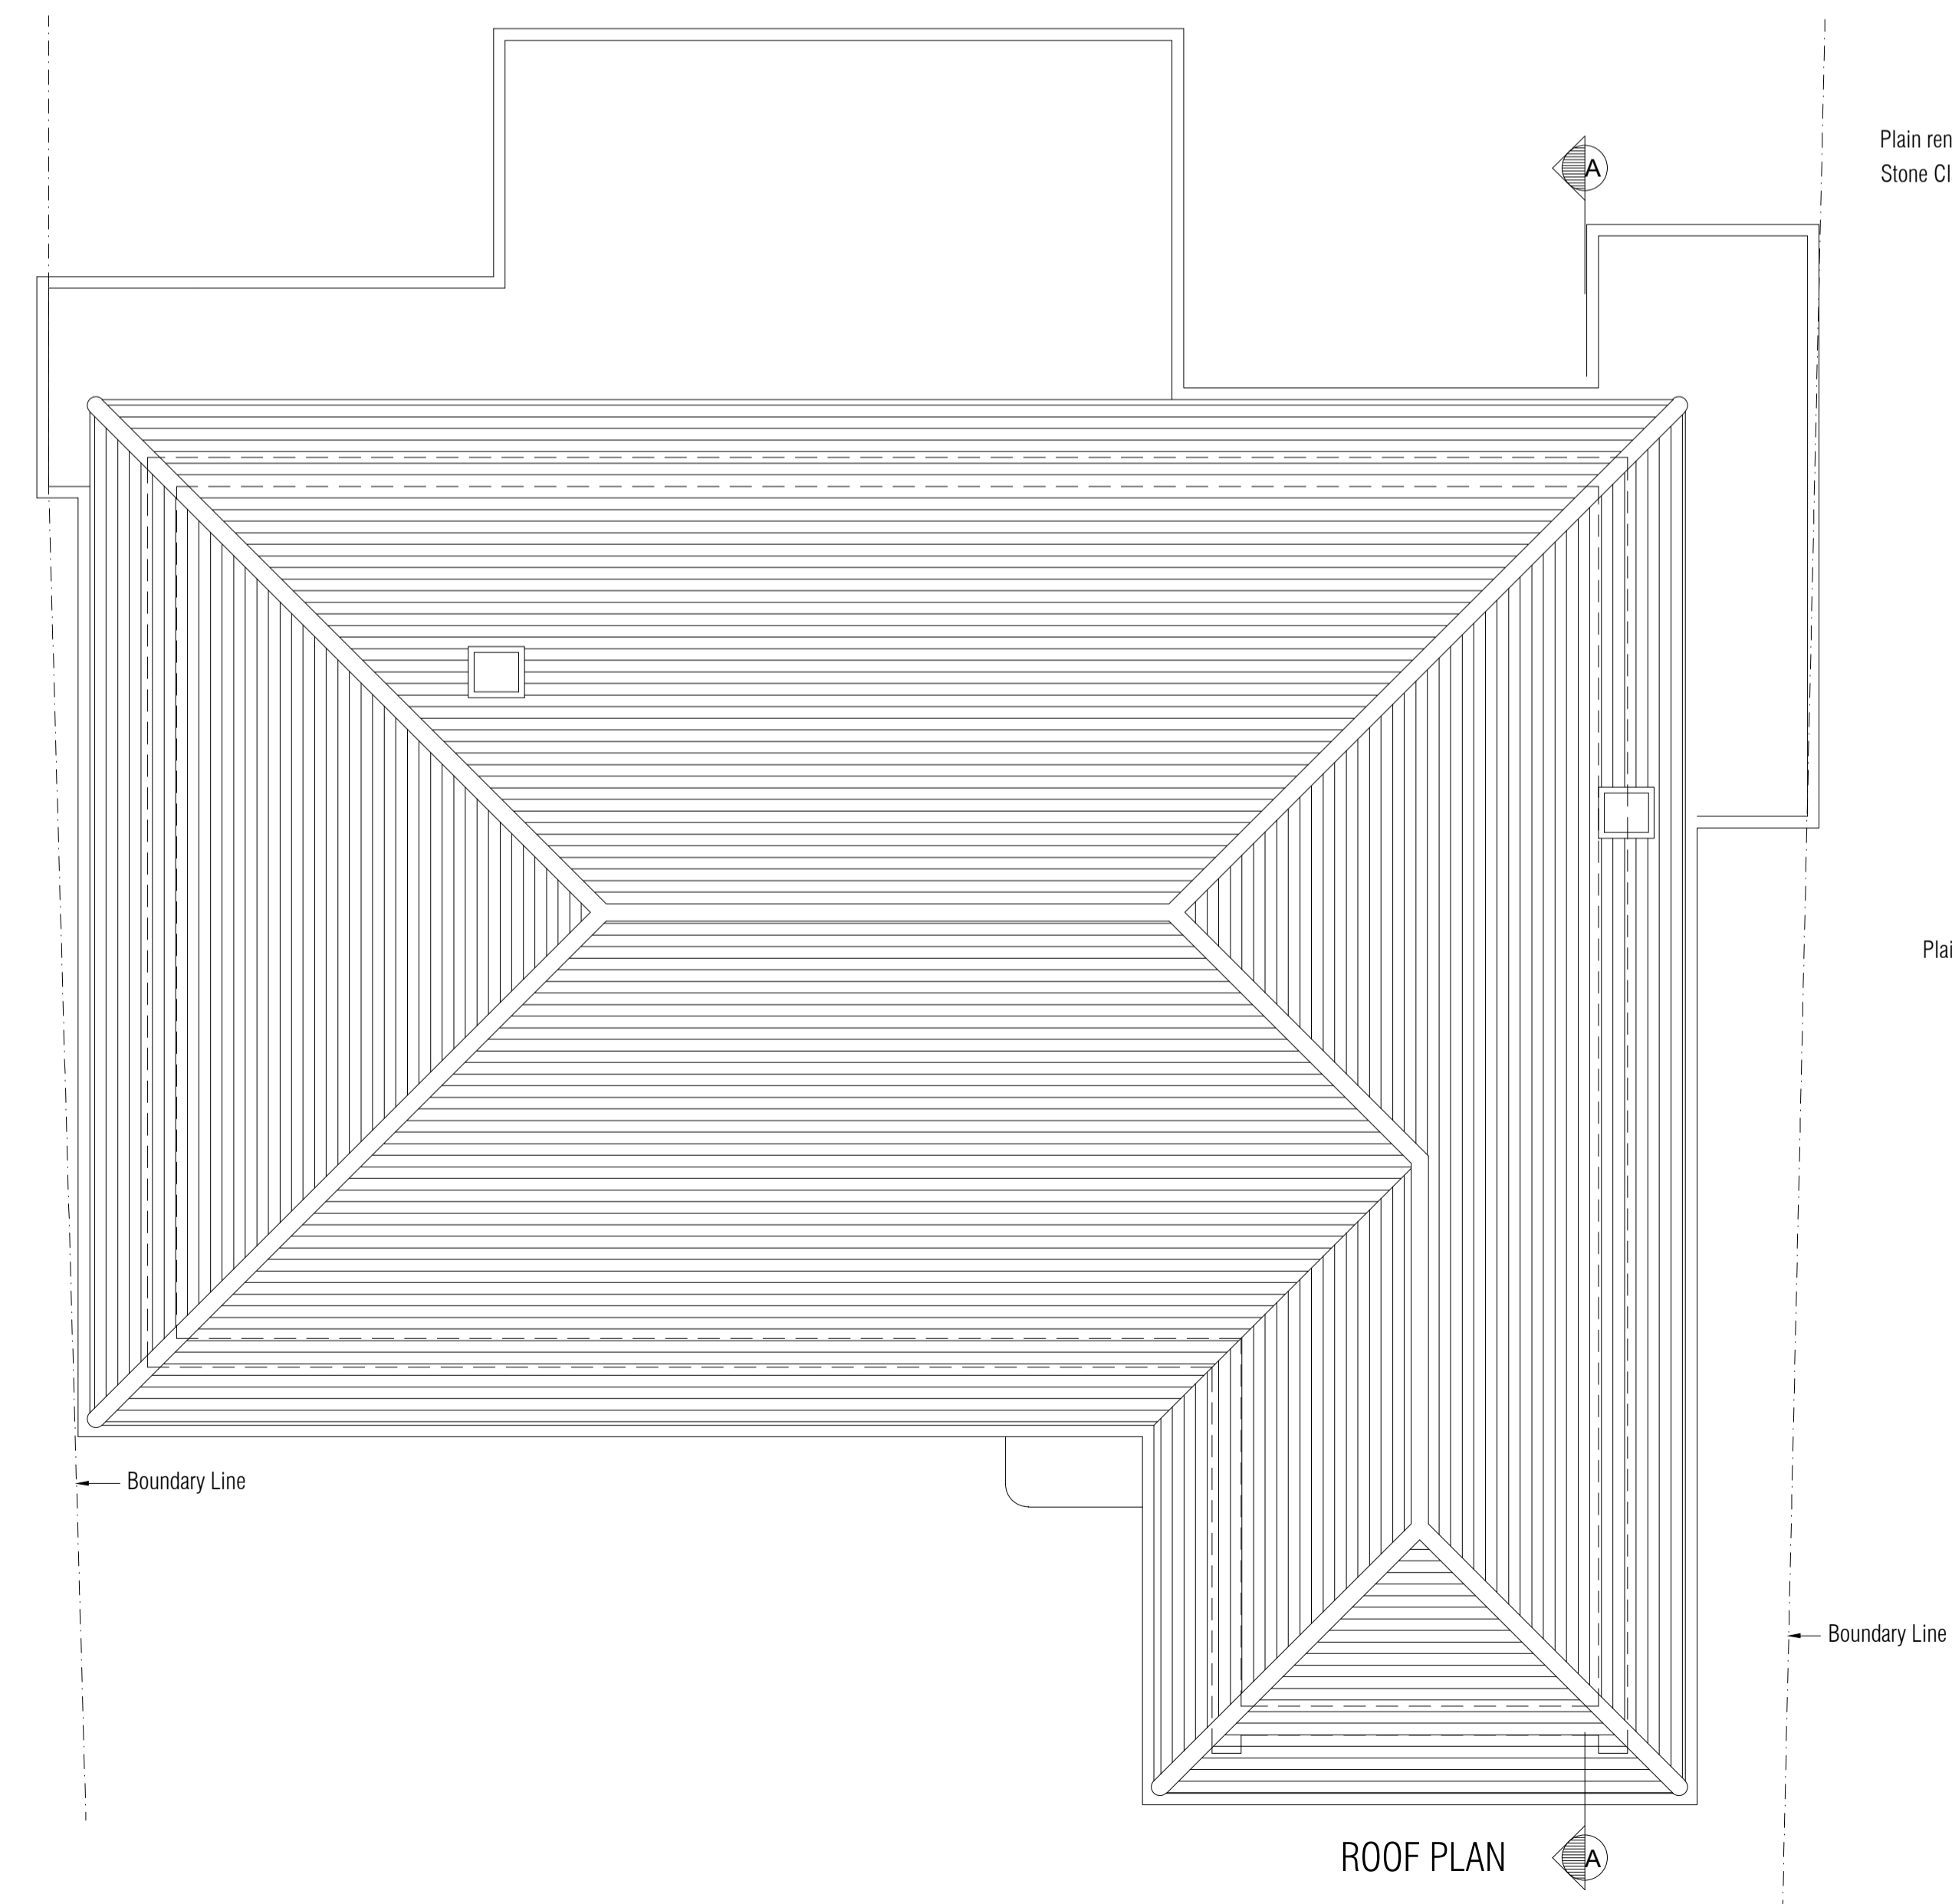 A
Plain ren
Stone Cl
Plai
Boundary Line
Boundary Line
ROOF PLAN
A